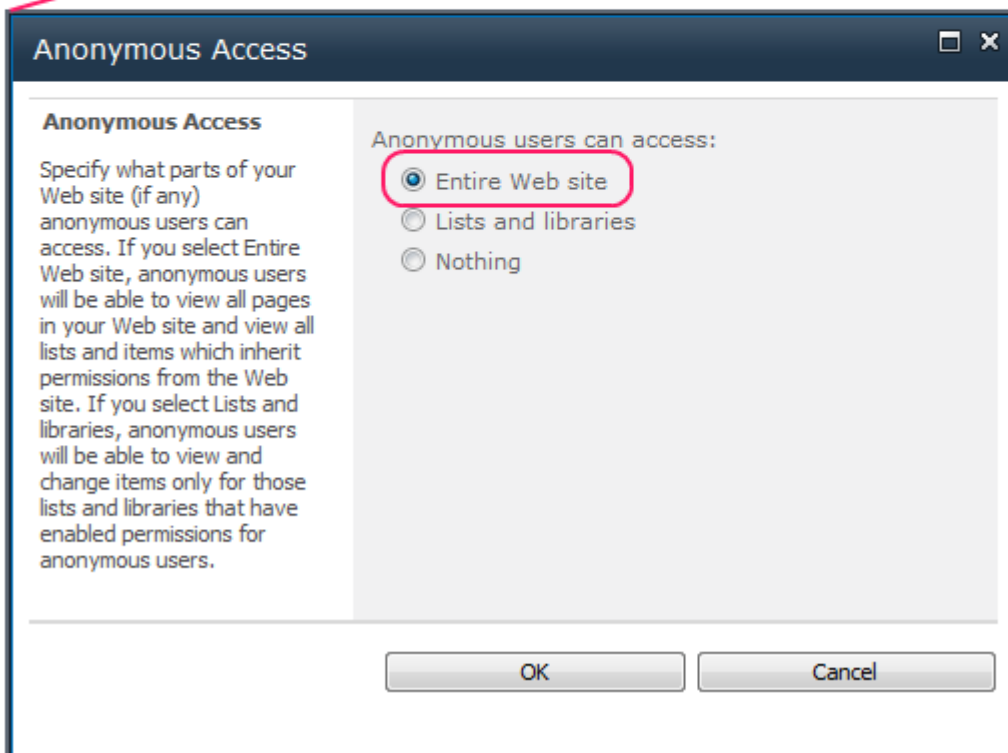 Anonymous Access
Anonymous Access
Specify what parts of your
Web site (if any)
anonymous users can
access. If you select Entire
Web site, anonymous users
will be able to view all pages
in your Web site and view all
lists and items which inherit
permissions from the Web
site. If you select Lists and
libraries, anonymous users
will be able to view and
change items only for those
lists and libraries that have
enabled permissions for
anonymous users.
Anonymous users can access:
Entire Web site
Lists and libraries
Nothing
OK
Cancel